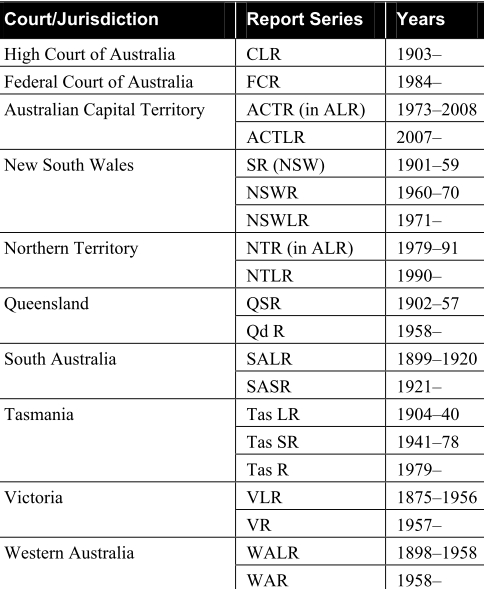 Court/Jurisdiction Report Series Years
High Court of Australia CLR 1903–
Federal Court of Australia FCR 1984–
Australian Capital Territory ACTR (in ALR) 1973–2008
ACTLR 2007–
New South Wales SR (NSW) 1901–59
NSWR 1960–70
NSWLR 1971–
Northern Territory NTR (in ALR) 1979–91
NTLR 1990–
Queensland QSR 1902–57
Qd R 1958–
South Australia SALR 1899–1920
SASR 1921–
Tasmania Tas LR 1904–40
Tas SR 1941–78
Tas R 1979–
Victoria VLR 1875–1956
VR 1957–
Western Australia WALR 1898–1958
WAR 1958–